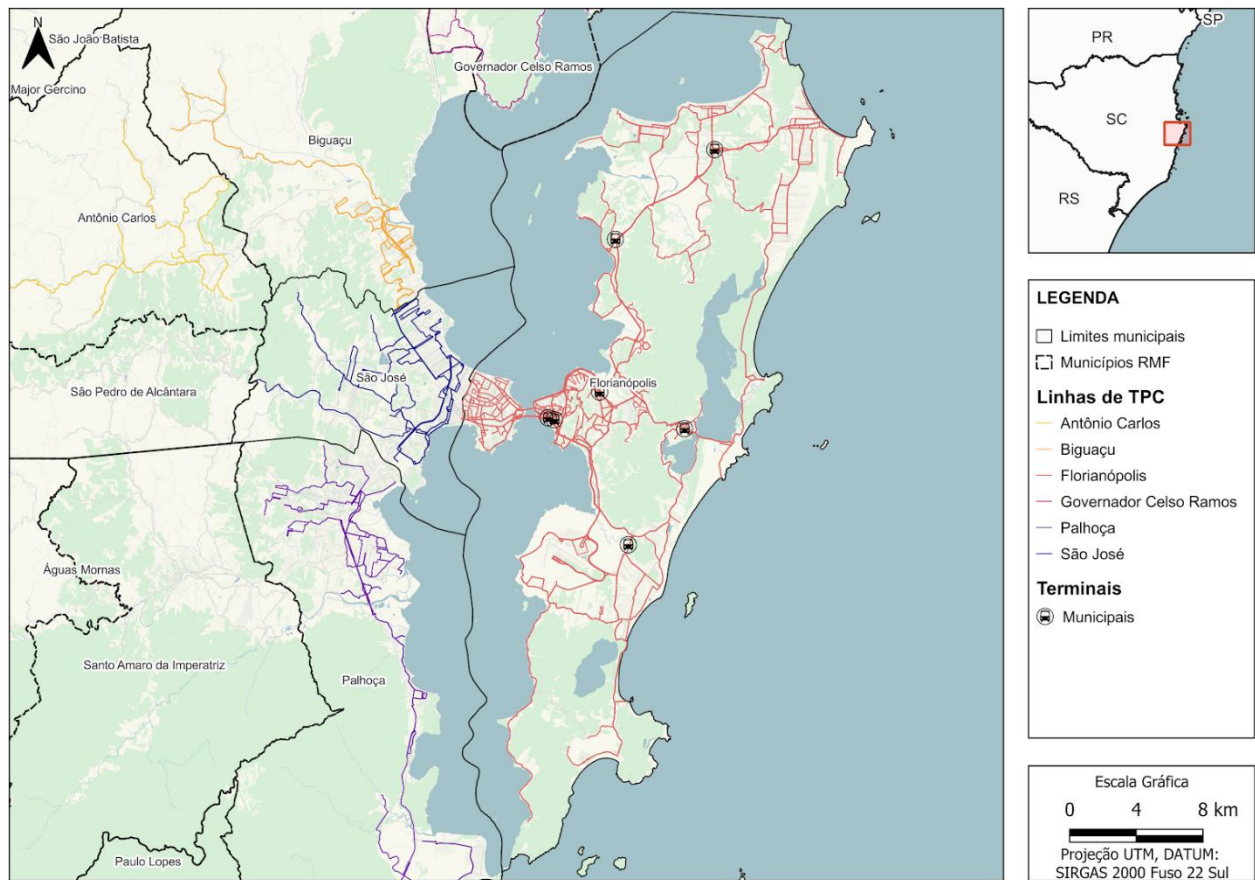 N
São João Batista
Major Gercino
Governador Celso Ramos
Biguaçu
Antônio Carlos
São José
Florianópolis
São Pedro de Alcântara
Águas Mornas
Santo Amaro da Imperatriz
Palhoça
Paulo Lopes
SP
PR
SC
RS
LEGENDA
Limites municipais
Municípios RMF
Linhas de TPC
Antônio Carlos
Biguaçu
Florianópolis
Governador Celso Ramos
Palhoça
São José
Terminais
Municipais
Escala Gráfica
0 4 8 km
Projeção UTM, DATUM:
SIRGAS 2000 Fuso 22 Sul